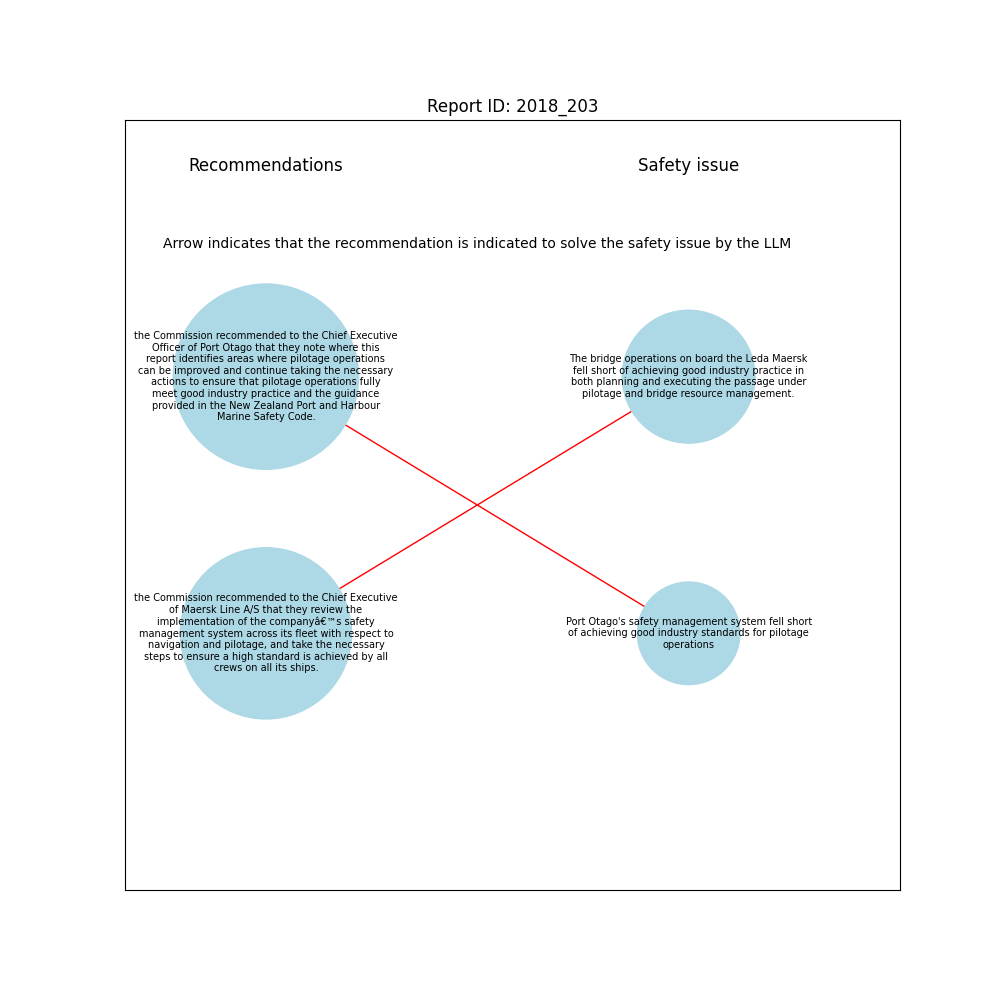 Report ID: 2018_203
Recommendations
Safety issue
Arrow indicates that the recommendation is indicated to solve the safety issue by the LLM
the Commission recommended to the Chief Executive
Officer of Port Otago that they note where this
report identifies areas where pilotage operations
can be improved and continue taking the necessary
actions to ensure that pilotage operations fully
meet good industry practice and the guidance
provided in the New Zealand Port and Harbour
Marine Safety Code.
The bridge operations on board the Leda Maersk
fell short of achieving good industry practice in
both planning and executing the passage under
pilotage and bridge resource management.
the Commission recommended to the Chief Executive
of Maersk Line A/S that they review the
implementation of the companyâ€™s safety
management system across its fleet with respect to
navigation and pilotage, and take the necessary
steps to ensure a high standard is achieved by all
crews on all its ships.
Port Otago's safety management system fell short
of achieving good industry standards for pilotage
operations